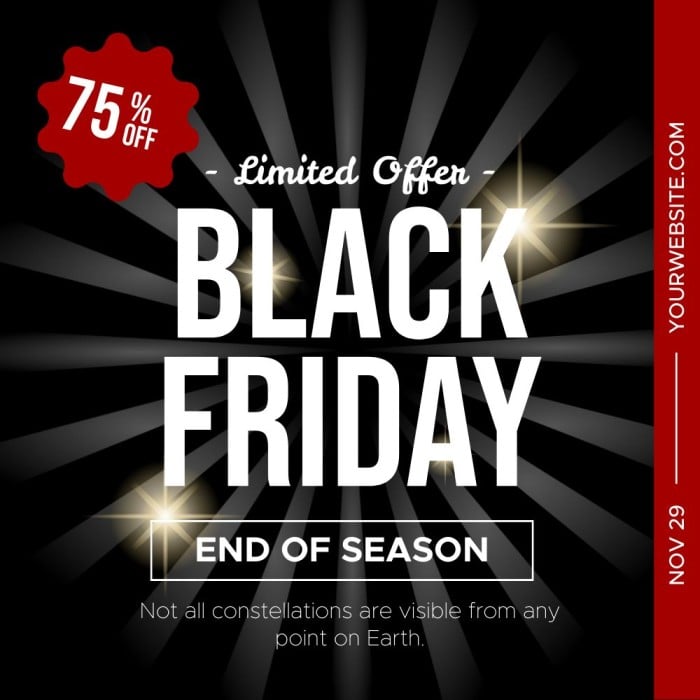 75%
OFF
- Limited Offer -
BLACK
FRIDAY
END OF SEASON
Not all constellations are visible from any
point on Earth.
NOV 29 — YOURWEBSITE.COM